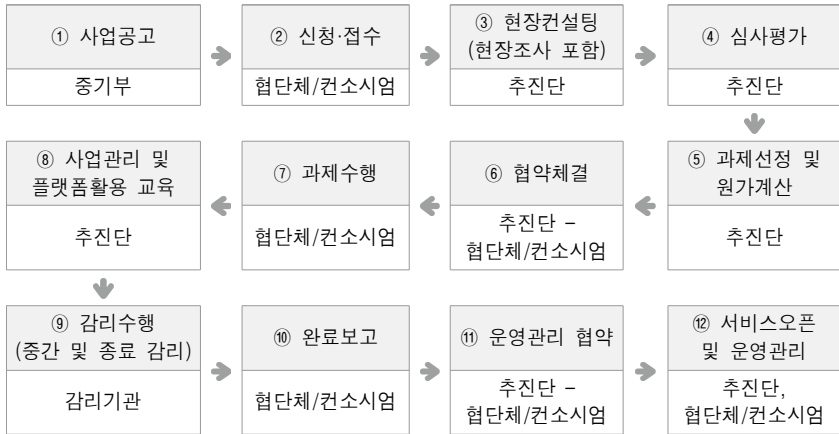 ① 사업공고
중기부
② 신청·접수
협단체/컨소시엄
③ 현장컨설팅
(현장조사 포함)
추진단
④ 심사평가
추진단
⑤ 과제선정 및
원가계산
추진단
⑥ 협약체결
추진단 –
협단체/컨소시엄
⑦ 과제수행
협단체/컨소시엄
⑧ 사업관리 및
플랫폼활용 교육
추진단
⑨ 감리수행
(중간 및 종료 감리)
감리기관
⑩ 완료보고
협단체/컨소시엄
⑪ 운영관리 협약
추진단 –
협단체/컨소시엄
⑫ 서비스오픈
및 운영관리
추진단,
협단체/컨소시엄